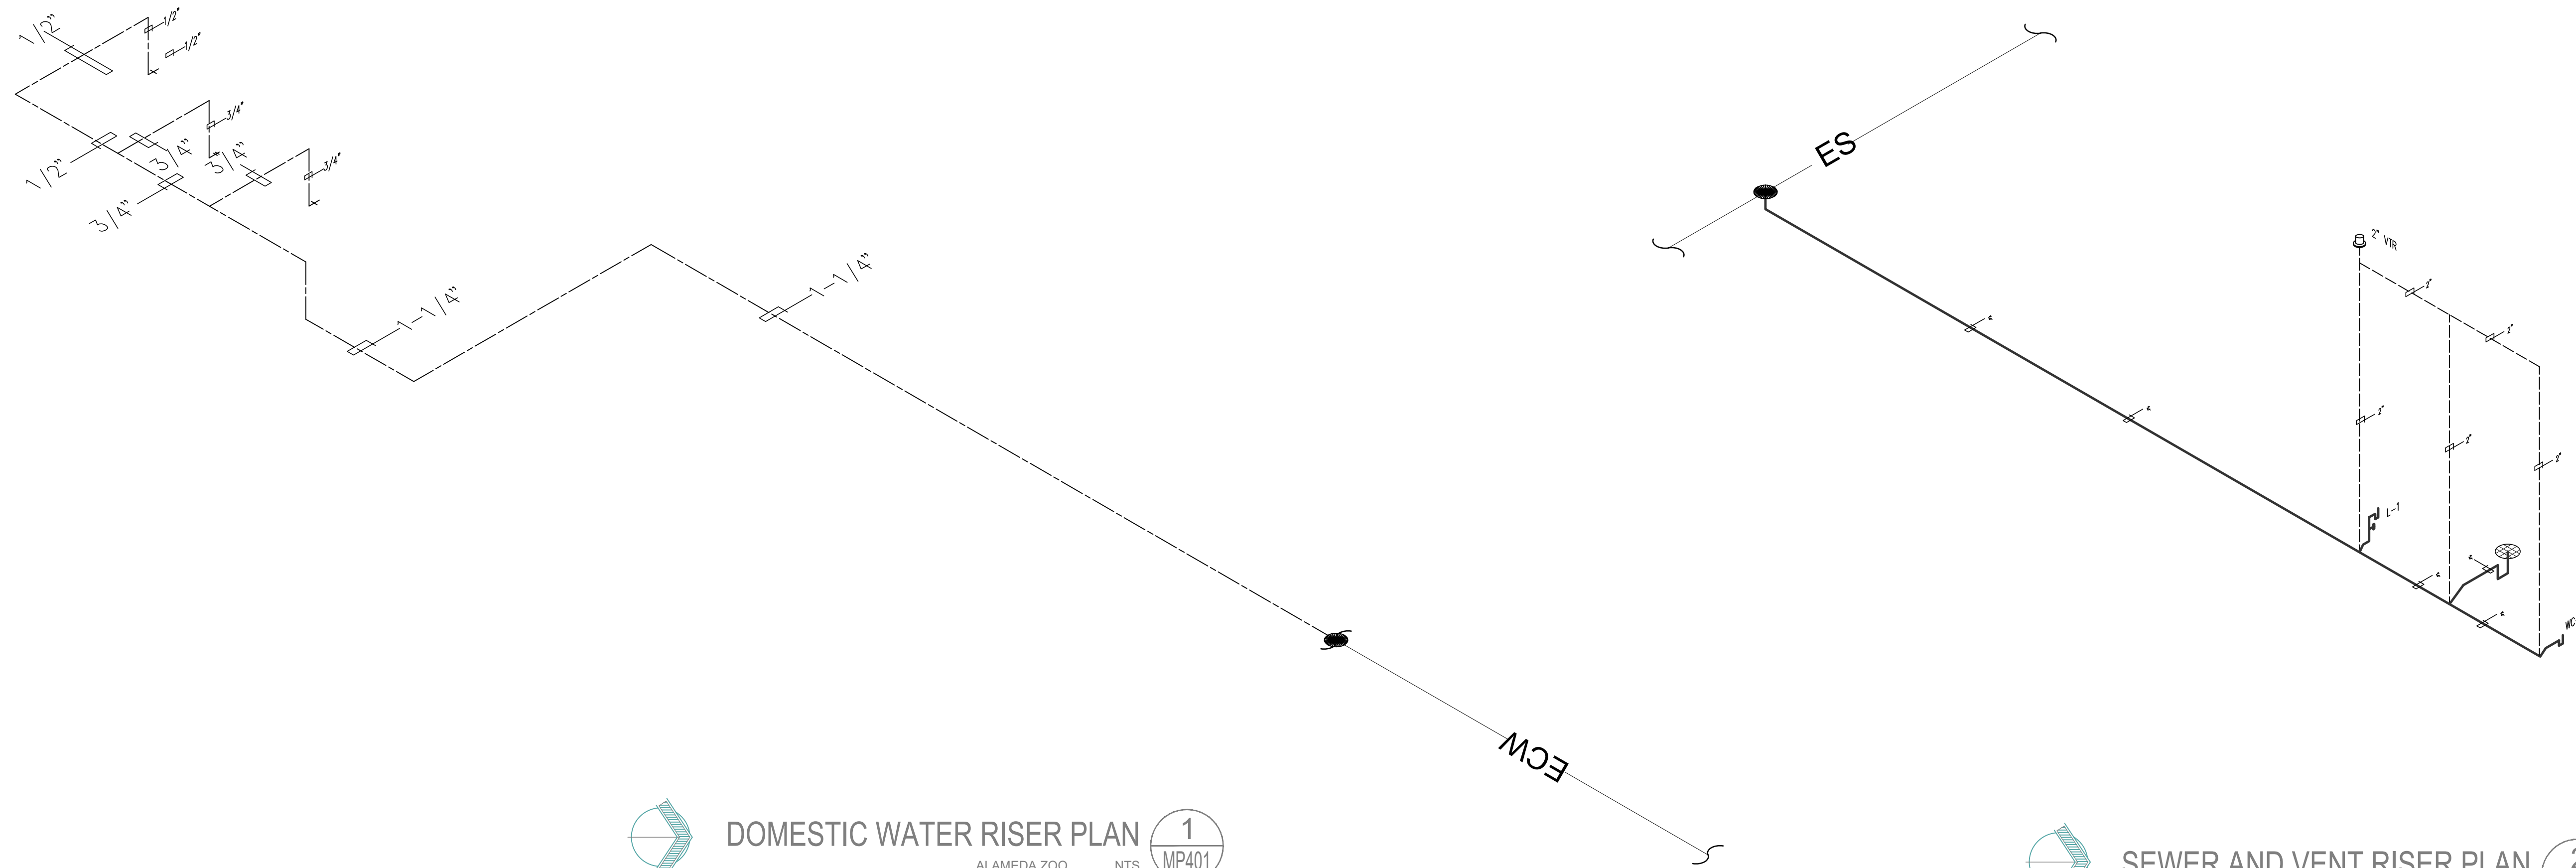 1/2"
1/2"
1/2"
3/4"
3/4"
3/4"
3/4"
1/2"
3/4"
1-1/4"
1-1/4"
ECW
DOMESTIC WATER RISER PLAN
1
MP401
ALAMEDA ZOO NTS
ES
2" VTR
2"
2"
2"
2"
2"
L-1
WC
SEWER AND VENT RISER PLAN